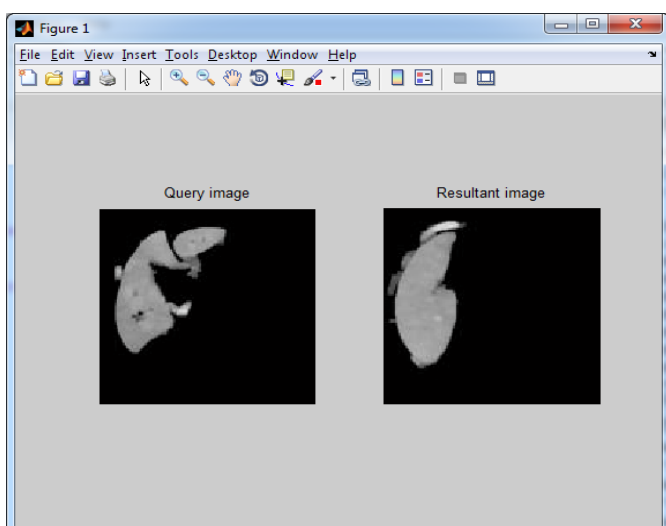 Figure 1
File Edit View Insert Tools Desktop Window Help
Query image Resultant image